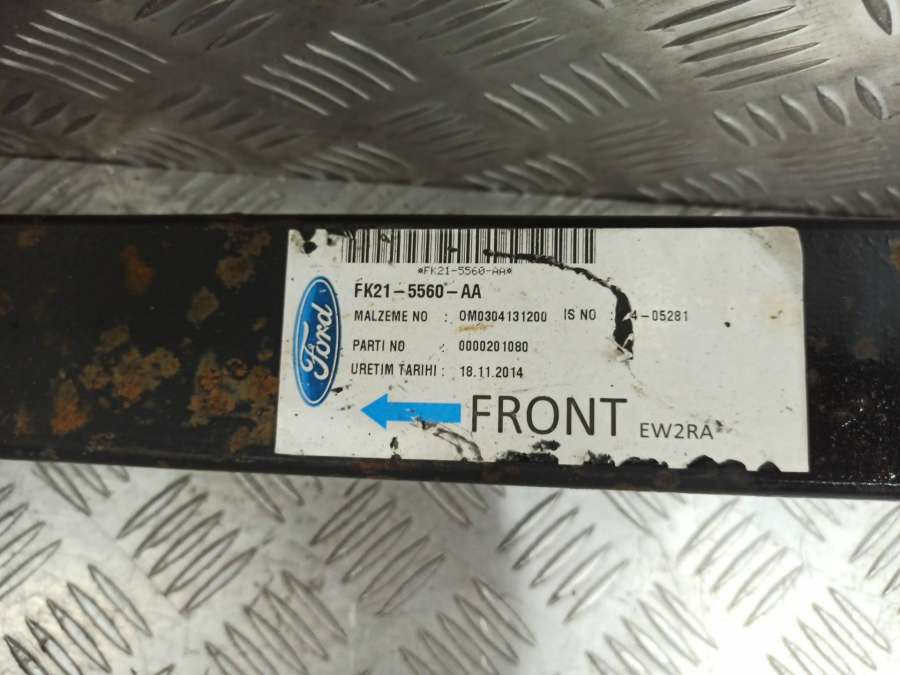 *FK21-5560-AA*
FK21-5560-AA
Ford
MALZEME NO : 0M0304131200 IS NO : 4-05281
PARTI NO : 0000201080
URETIM TARIHI : 18.11.2014
FRONT EW2RA